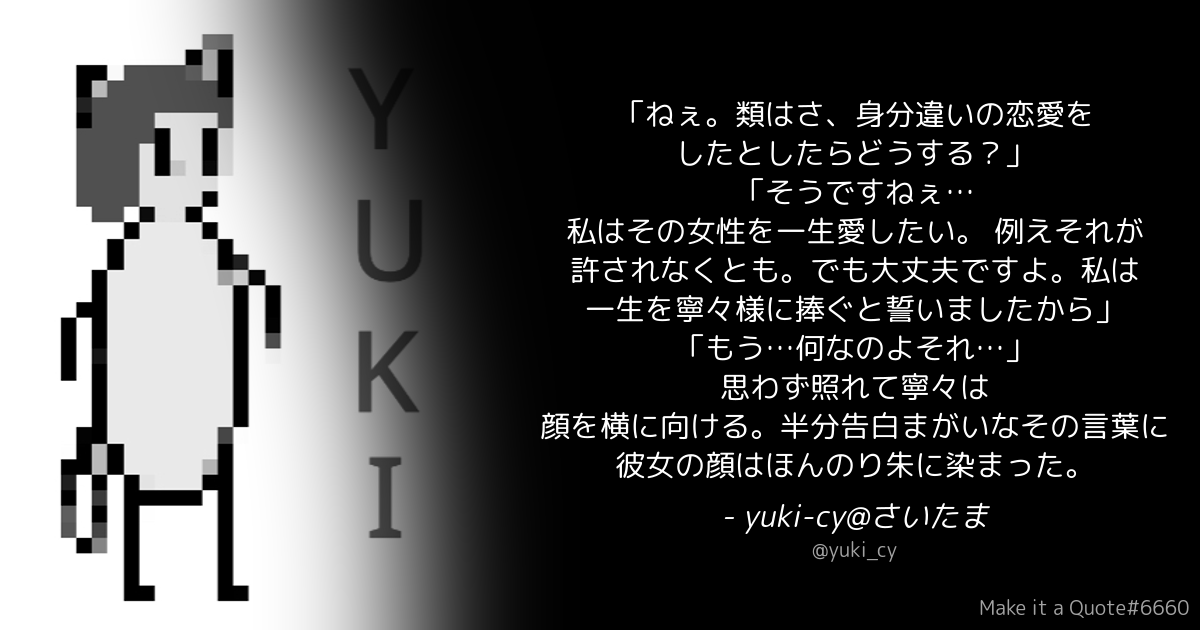 YUKI
「ねぇ。類はさ、身分違いの恋愛を
したとしたらどうする？」
「そうですねぇ…
私はその女性を一生愛したい。 例えそれが
許されなくとも。でも大丈夫ですよ。私は
一生を寧々様に捧ぐと誓いましたから」
「もう…何なのよそれ…」
思わず照れて寧々は
顔を横に向ける。半分告白まがいなその言葉に
彼女の顔はほんのり朱に染まった。
- yuki-cy@さいたま
@yuki_cy
Make it a Quote#6660